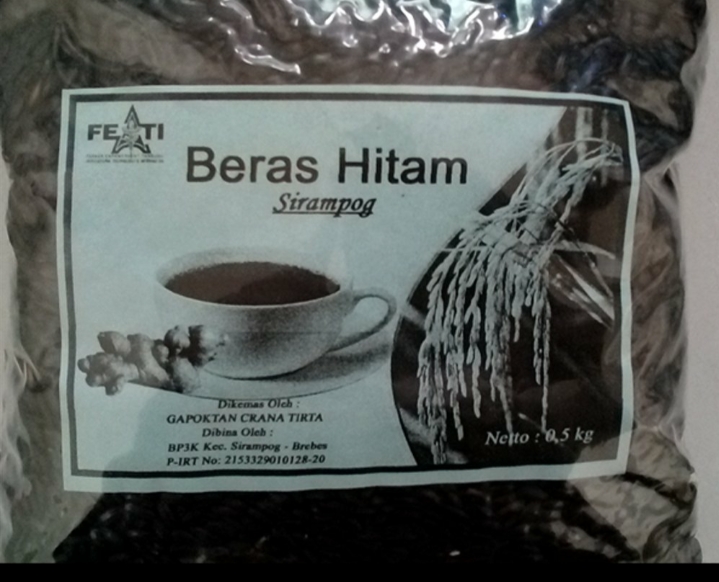 FEATI
Beras Hitam
Sirampog
Dikemas Oleh :
GAPOKTAN CRANA TIRTA
Dibina Oleh :
BP3K Kec. Sirampog - Brebes
P-IRT No: 2153329010128-20
Netto : 0,5 kg